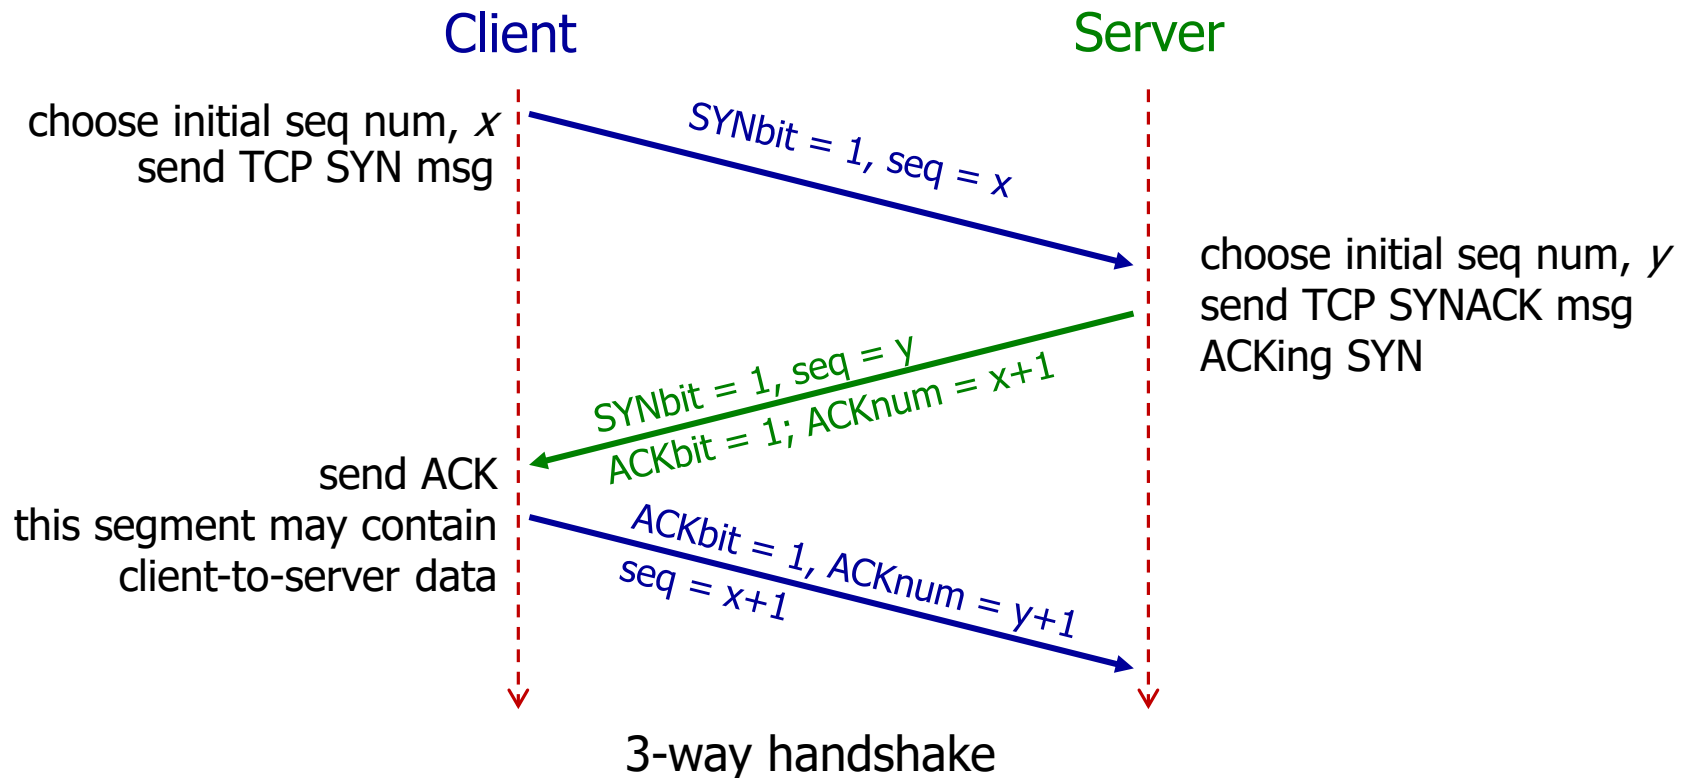 Client
Server
choose initial seq num, x
send TCP SYN msg
SYNbit = 1, seq = x
choose initial seq num, y
send TCP SYNACK msg
ACKing SYN
SYNbit = 1, seq = y
ACKbit = 1; ACKnum = x+1
send ACK
this segment may contain
client-to-server data
ACKbit = 1, ACKnum = y+1
seq = x+1
3-way handshake